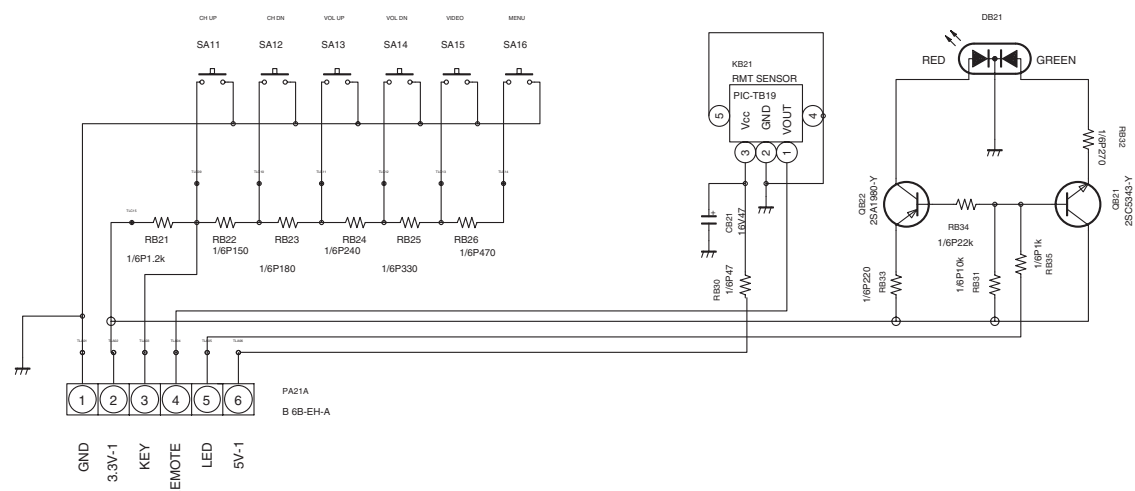 CH UP
CH DN
VOL UP
VOL DN
VIDEO
MENU
SA11
SA12
SA13
SA14
SA15
SA16
RB21
RB22
RB23
RB24
RB25
RB26
1/6P1.2k
1/6P150
1/6P180
1/6P240
1/6P330
1/6P470
KB21
RMT SENSOR
PIC-TB19
Vcc
GND
VOUT
5
4
3
2
1
+
CB21
16V47
RB30
1/6P47
DB21
RED
GREEN
RB32
1/6P270
QB22
2SA1980-Y
QB21
2SC5343-Y
RB34
1/6P22k
RB33
1/6P220
RB31
1/6P10k
RB35
1/6P1k
PA21A
B 6B-EH-A
1
2
3
4
5
6
GND
3.3V-1
KEY
EMOTE
LED
5V-1